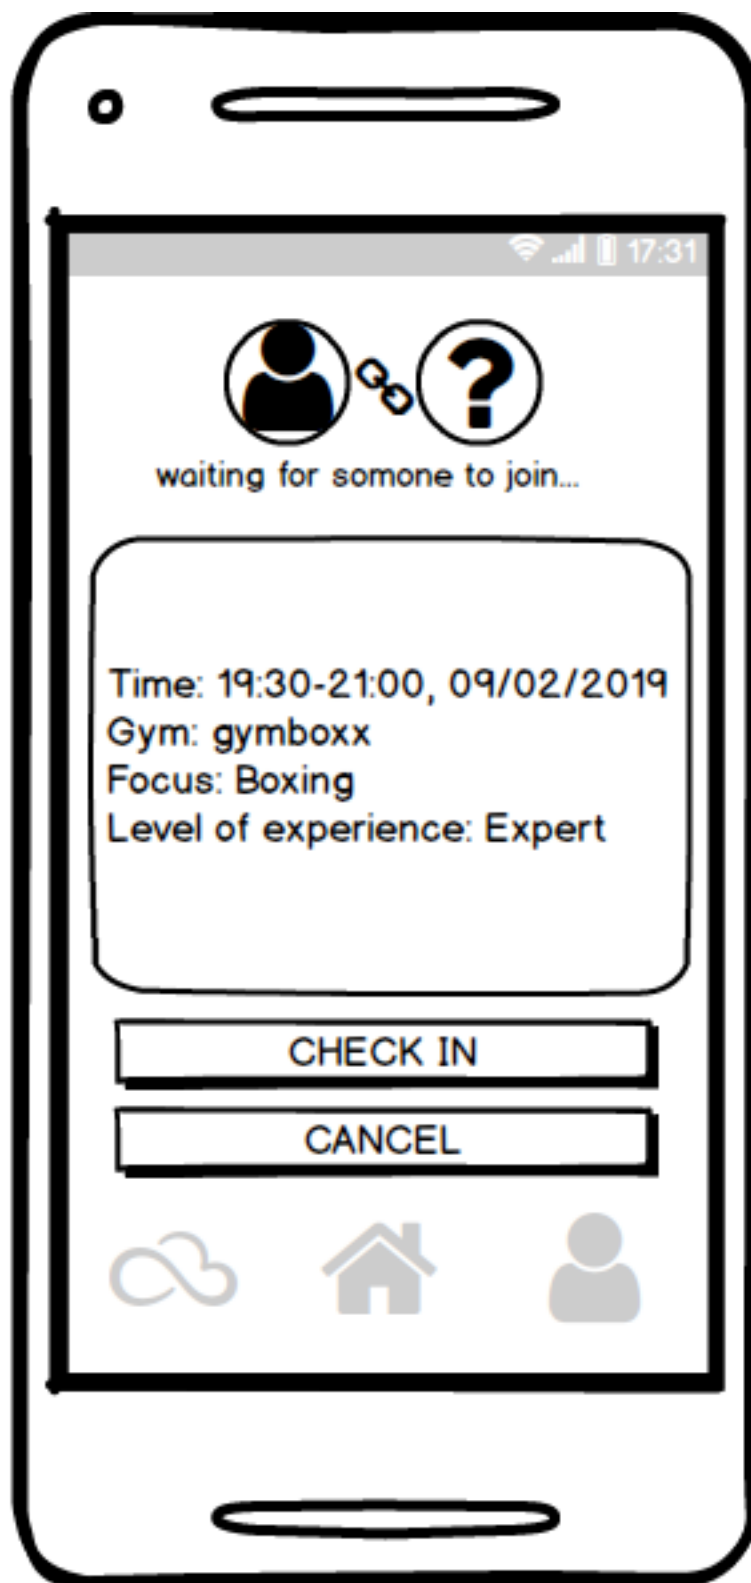 17:31
?
waiting for somone to join...
Time: 19:30-21:00, 09/02/2019
Gym: gymboxx
Focus: Boxing
Level of experience: Expert
CHECK IN
CANCEL